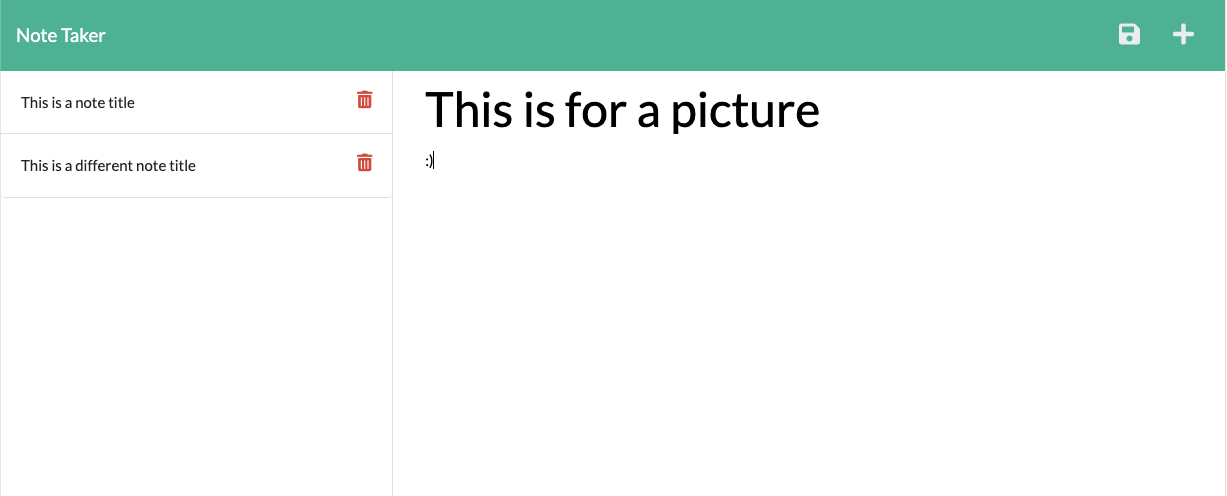 Note Taker
This is a note title
This is a different note title
This is for a picture
:)